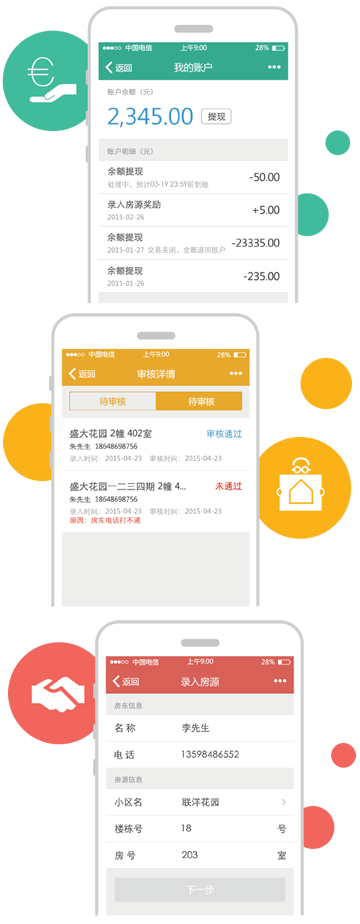 中国电信 上午9:00 28%
返回 我的账户
账户余额（元）
2,345.00 提现
账户明细（元）
余额提现 -50.00
处理中，预计03-19 23:59前到账
录入房源奖励 +5.00
2015-02-26
余额提现 -23335.00
2015-01-27 交易关闭，金额退回账户
余额提现 -235.00
2015-01-26
中国电信 上午9:00 28%
返回 审核详情
待审核 待审核
盛大花园 2幢 402室 审核通过
朱先生 18648698756
录入时间：2015-04-23 审核时间：2015-04-23
盛大花园一二三四期 2幢 4... 未通过
朱先生 18648698756
录入时间：2015-04-23 审核时间：2015-04-23
原因：房东电话打不通
中国电信 上午9:00 28%
返回 录入房源
房东信息
名 称 李先生
电 话 13598486552
房源信息
小区名 联洋花园
楼栋号 18 号
房 号 203 室
下一步